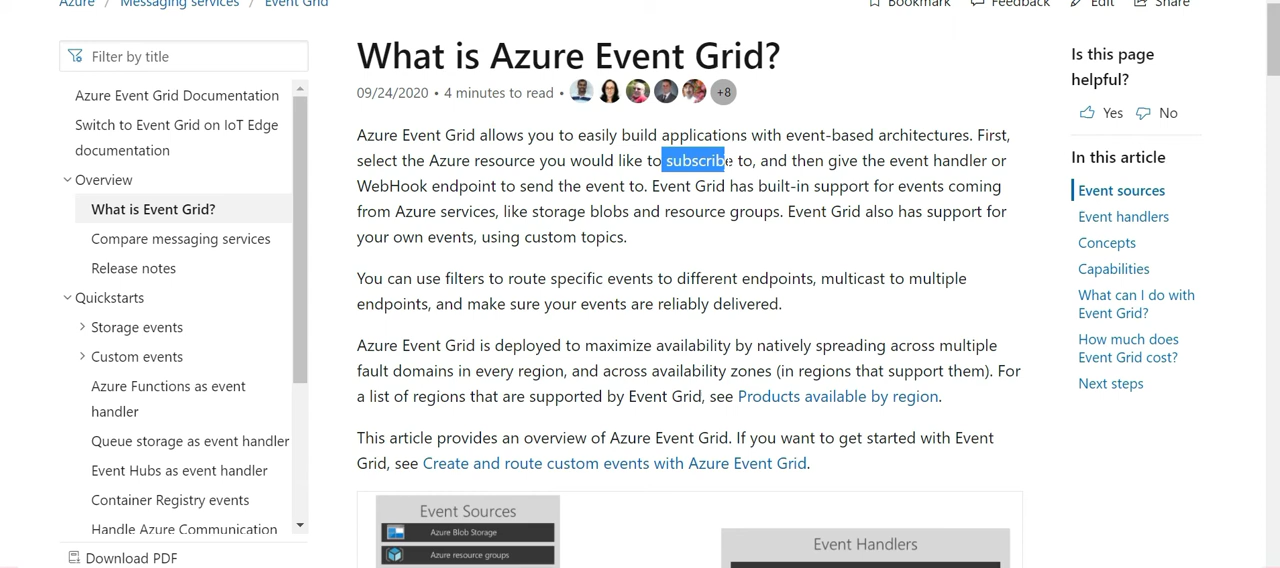 Azure / Messaging services / Event Grid
Bookmark Feedback Edit Share
Filter by title
Azure Event Grid Documentation
Switch to Event Grid on IoT Edge
documentation
Overview
What is Event Grid?
Compare messaging services
Release notes
Quickstarts
Storage events
Custom events
Azure Functions as event
handler
Queue storage as event handler
Event Hubs as event handler
Container Registry events
Handle Azure Communication
Download PDF
What is Azure Event Grid?
09/24/2020 • 4 minutes to read • +8
Azure Event Grid allows you to easily build applications with event-based architectures. First,
select the Azure resource you would like to subscribe to, and then give the event handler or
WebHook endpoint to send the event to. Event Grid has built-in support for events coming
from Azure services, like storage blobs and resource groups. Event Grid also has support for
your own events, using custom topics.
You can use filters to route specific events to different endpoints, multicast to multiple
endpoints, and make sure your events are reliably delivered.
Azure Event Grid is deployed to maximize availability by natively spreading across multiple
fault domains in every region, and across availability zones (in regions that support them). For
a list of regions that are supported by Event Grid, see Products available by region.
This article provides an overview of Azure Event Grid. If you want to get started with Event
Grid, see Create and route custom events with Azure Event Grid.
Event Sources
Azure Blob Storage
Azure resource groups
Event Handlers
Is this page
helpful?
Yes No
In this article
Event sources
Event handlers
Concepts
Capabilities
What can I do with
Event Grid?
How much does
Event Grid cost?
Next steps